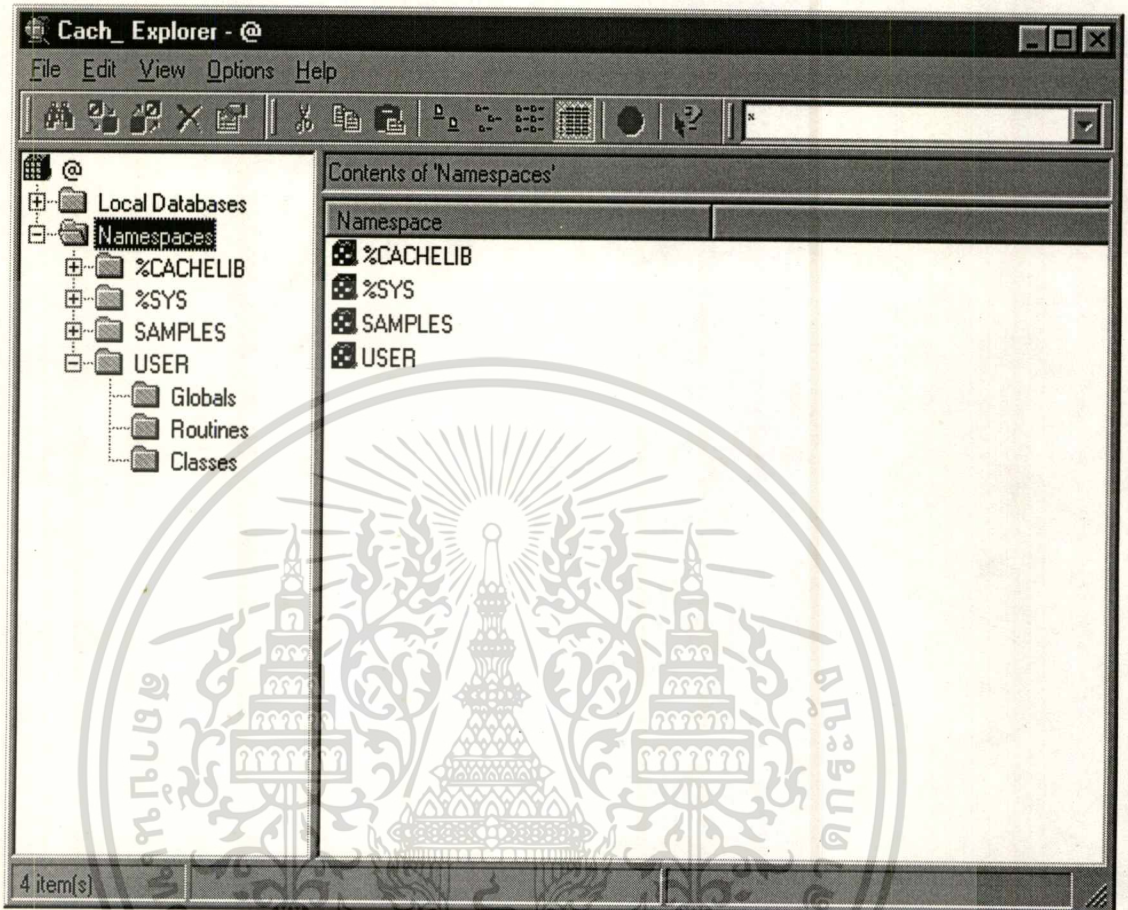 Cach_ Explorer - @
File Edit View Options Help
*
@
Local Databases
Namespaces
%CACHELIB
%SYS
SAMPLES
USER
Globals
Routines
Classes
Contents of 'Namespaces'
Namespace
%CACHELIB
%SYS
SAMPLES
USER
4 item(s)